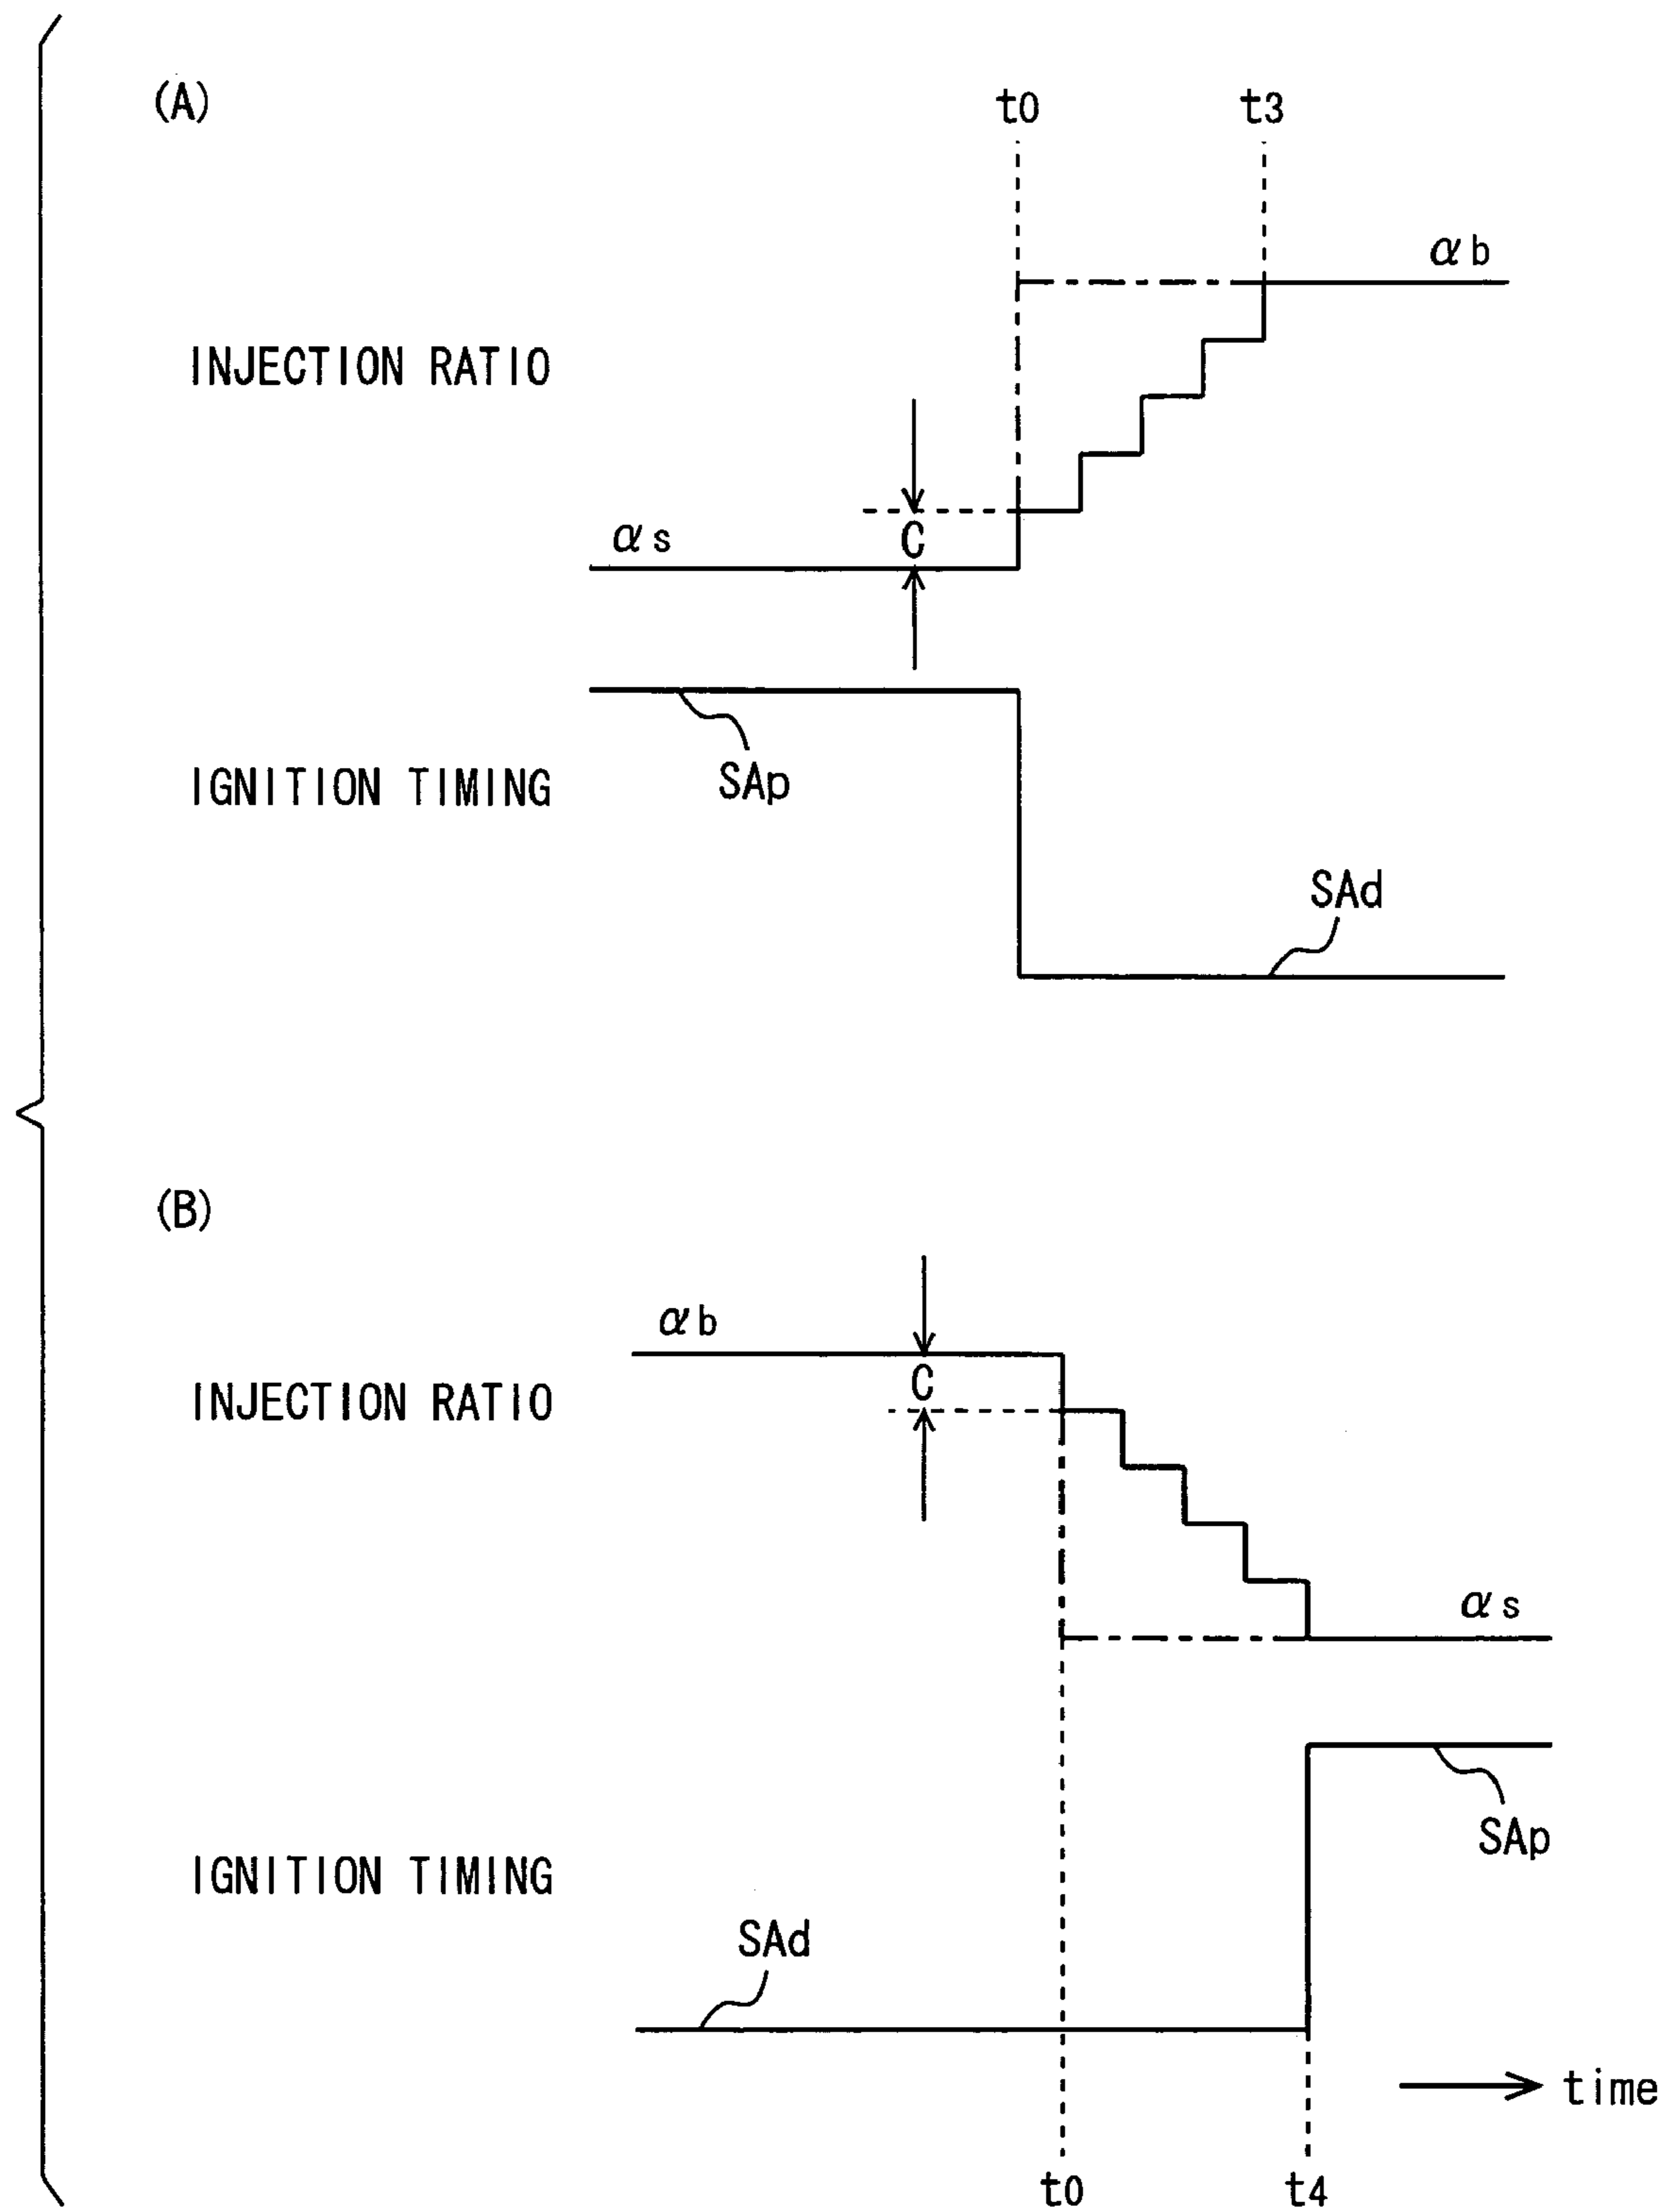 (A)
t0
t3
αb
INJECTION RATIO
C
αs
SAp
IGNITION TIMING
SAd
(B)
αb
C
INJECTION RATIO
αs
SAp
IGNITION TIMING
SAd
time
t0
t4